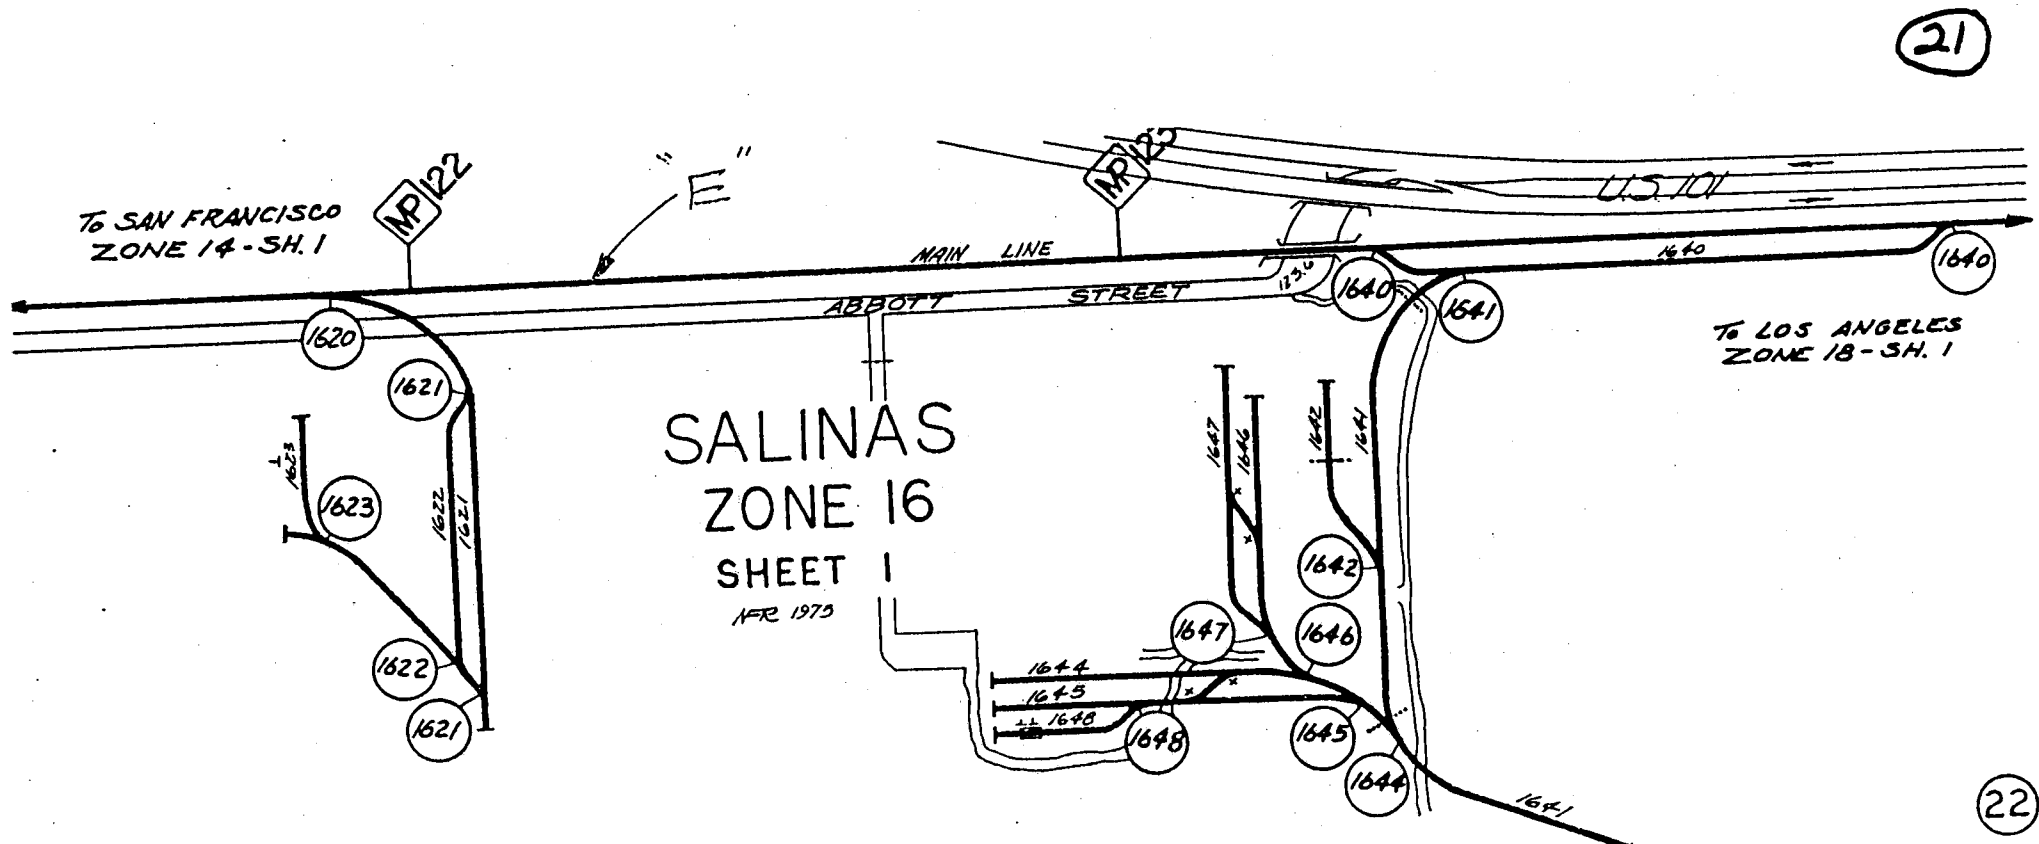 21
"E"
MP 122
MP 125
U.S. 101
To SAN FRANCISCO
ZONE 14 - SH. 1
MAIN LINE
1640
1640
ABBOTT STREET
123.6
1640
1641
1620
To LOS ANGELES
ZONE 18 - SH. 1
1621
SALINAS
ZONE 16
SHEET 1
NFR 1975
1623
1623
1622
1621
1647
1646
1642
1641
1642
1622
1621
1647
1646
1644
1645
1648
1648
1645
1644
1641
22